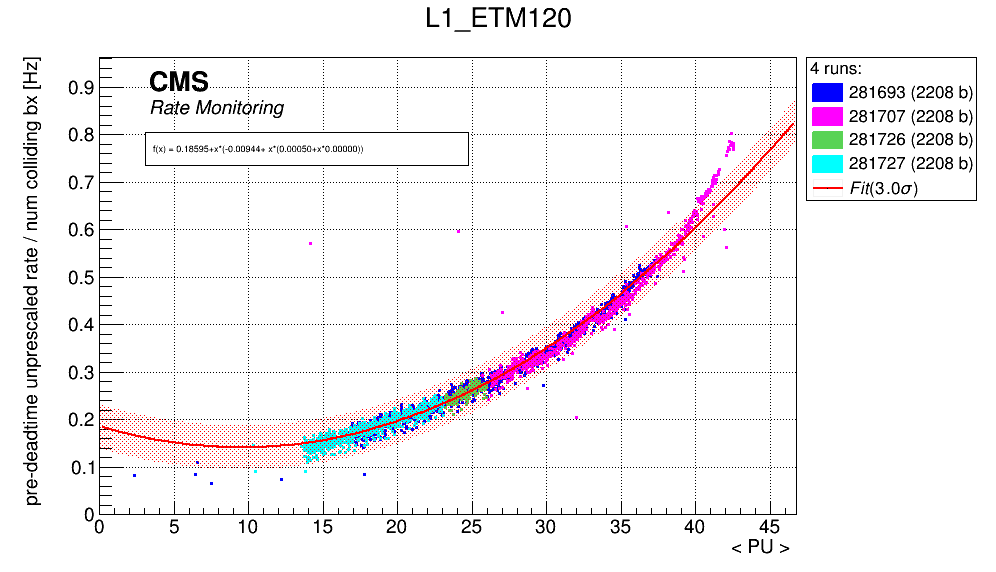 L1_ETM120
pre-deadtime unprescaled rate / num colliding bx [Hz]
CMS
Rate Monitoring
f(x) = 0.18595+x*(-0.00944+ x*(0.00050+x*0.00000))
0.9
0.8
0.7
0.6
0.5
0.4
0.3
0.2
0.1
0
0 5 10 15 20 25 30 35 40 45
< PU >
4 runs:
281693 (2208 b)
281707 (2208 b)
281726 (2208 b)
281727 (2208 b)
Fit(3.0σ)